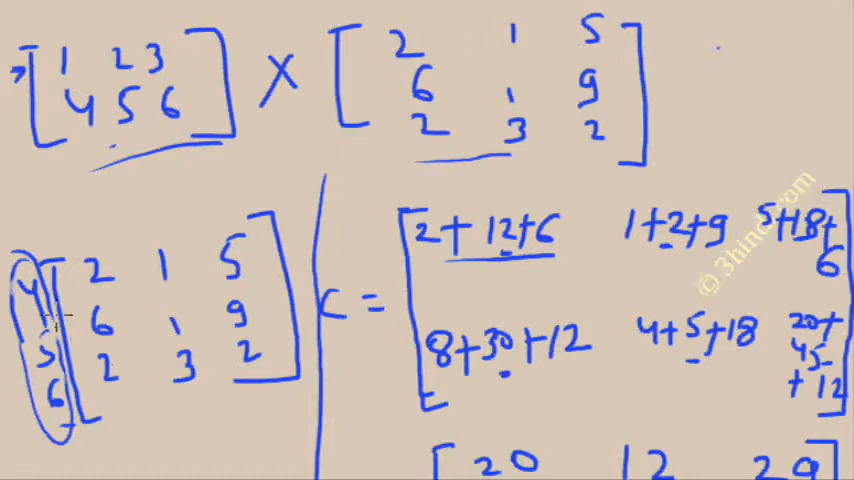 [1 2 3] × [2 1 5]
[4 5 6] [6 1 9]
[2 3 2]
4 [2 1 5]
5 [6 1 9]
6 [2 3 2]
C = [2+12+6 1+2+9 5+18+6]
[8+30+12 4+5+18 20+45+12]
[20 12 29]
© 3hindi.com